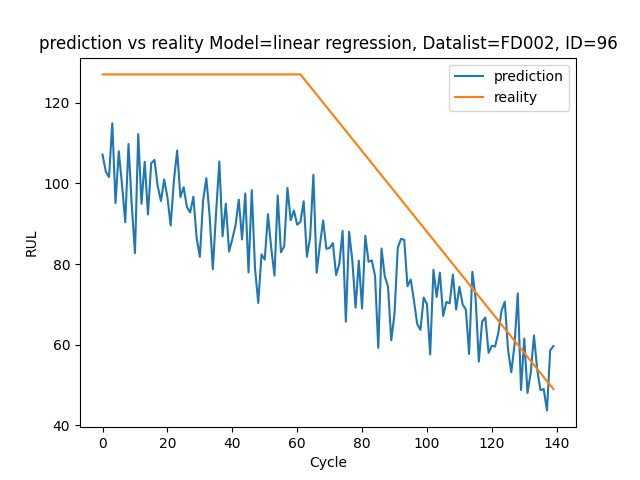 prediction vs reality Model=linear regression, Datalist=FD002, ID=96
prediction
reality
120
100
80
60
40
RUL
0 20 40 60 80 100 120 140
Cycle